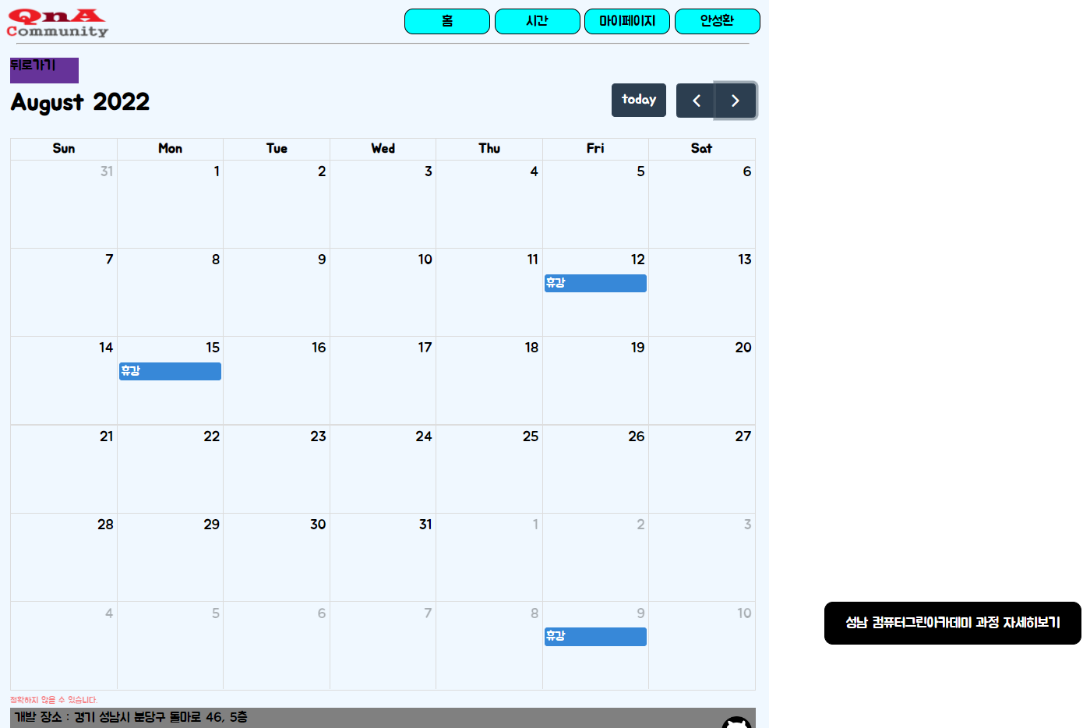 QnA
Community
홈 시간 마이페이지 안성환
뒤로가기
August 2022
today
Sun Mon Tue Wed Thu Fri Sat
31 1 2 3 4 5 6
7 8 9 10 11 12 13
휴강
14 15 16 17 18 19 20
휴강
21 22 23 24 25 26 27
28 29 30 31 1 2 3
4 5 6 7 8 9 10
휴강
성남 컴퓨터그린아카데미 과정 자세히보기
정확하지 않을 수 있습니다.
개발 장소 : 경기 성남시 분당구 돌마로 46, 5층